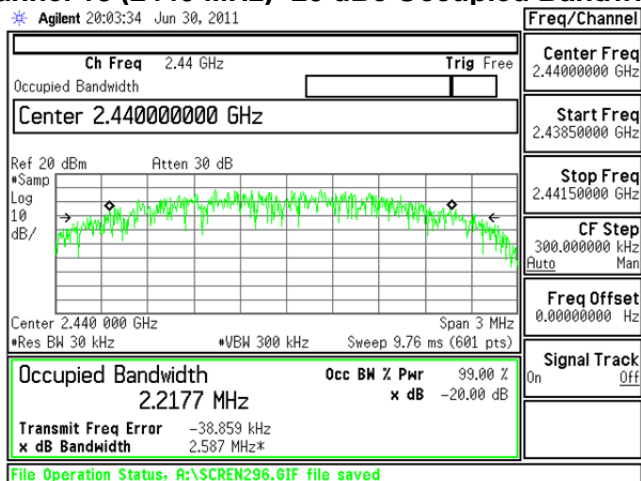 Agilent 20:03:34 Jun 30, 2011
Freq/Channel
Ch Freq 2.44 GHz Trig Free
Occupied Bandwidth
Center 2.440000000 GHz
Ref 20 dBm Atten 30 dB
#Samp
Log
10
dB/
Center 2.440 000 GHz Span 3 MHz
#Res BW 30 kHz #VBW 300 kHz Sweep 9.76 ms (601 pts)
Occupied Bandwidth Occ BW % Pwr 99.00 %
2.2177 MHz x dB -20.00 dB
Transmit Freq Error -38.859 kHz
x dB Bandwidth 2.587 MHz*
File Operation Status, A:\SCREN296.GIF file saved
Center Freq
2.44000000 GHz
Start Freq
2.43850000 GHz
Stop Freq
2.44150000 GHz
CF Step
300.000000 kHz
Auto Man
Freq Offset
0.00000000 Hz
Signal Track
On Off